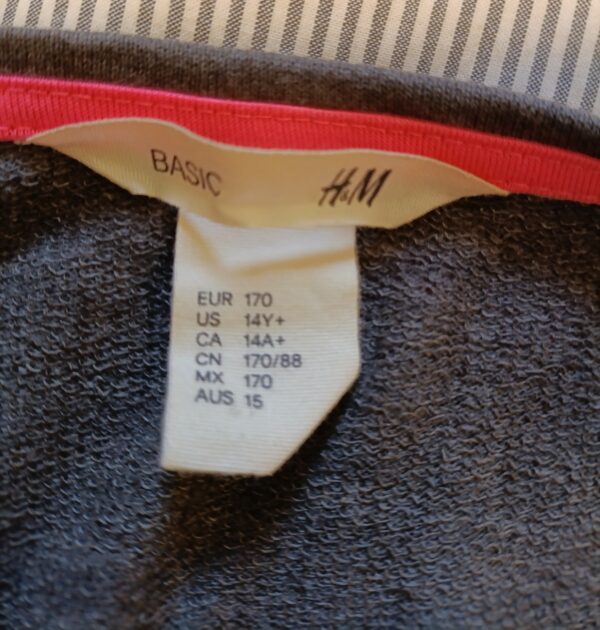 BASIC H&M
EUR 170
US 14Y+
CA 14A+
CN 170/88
MX 170
AUS 15